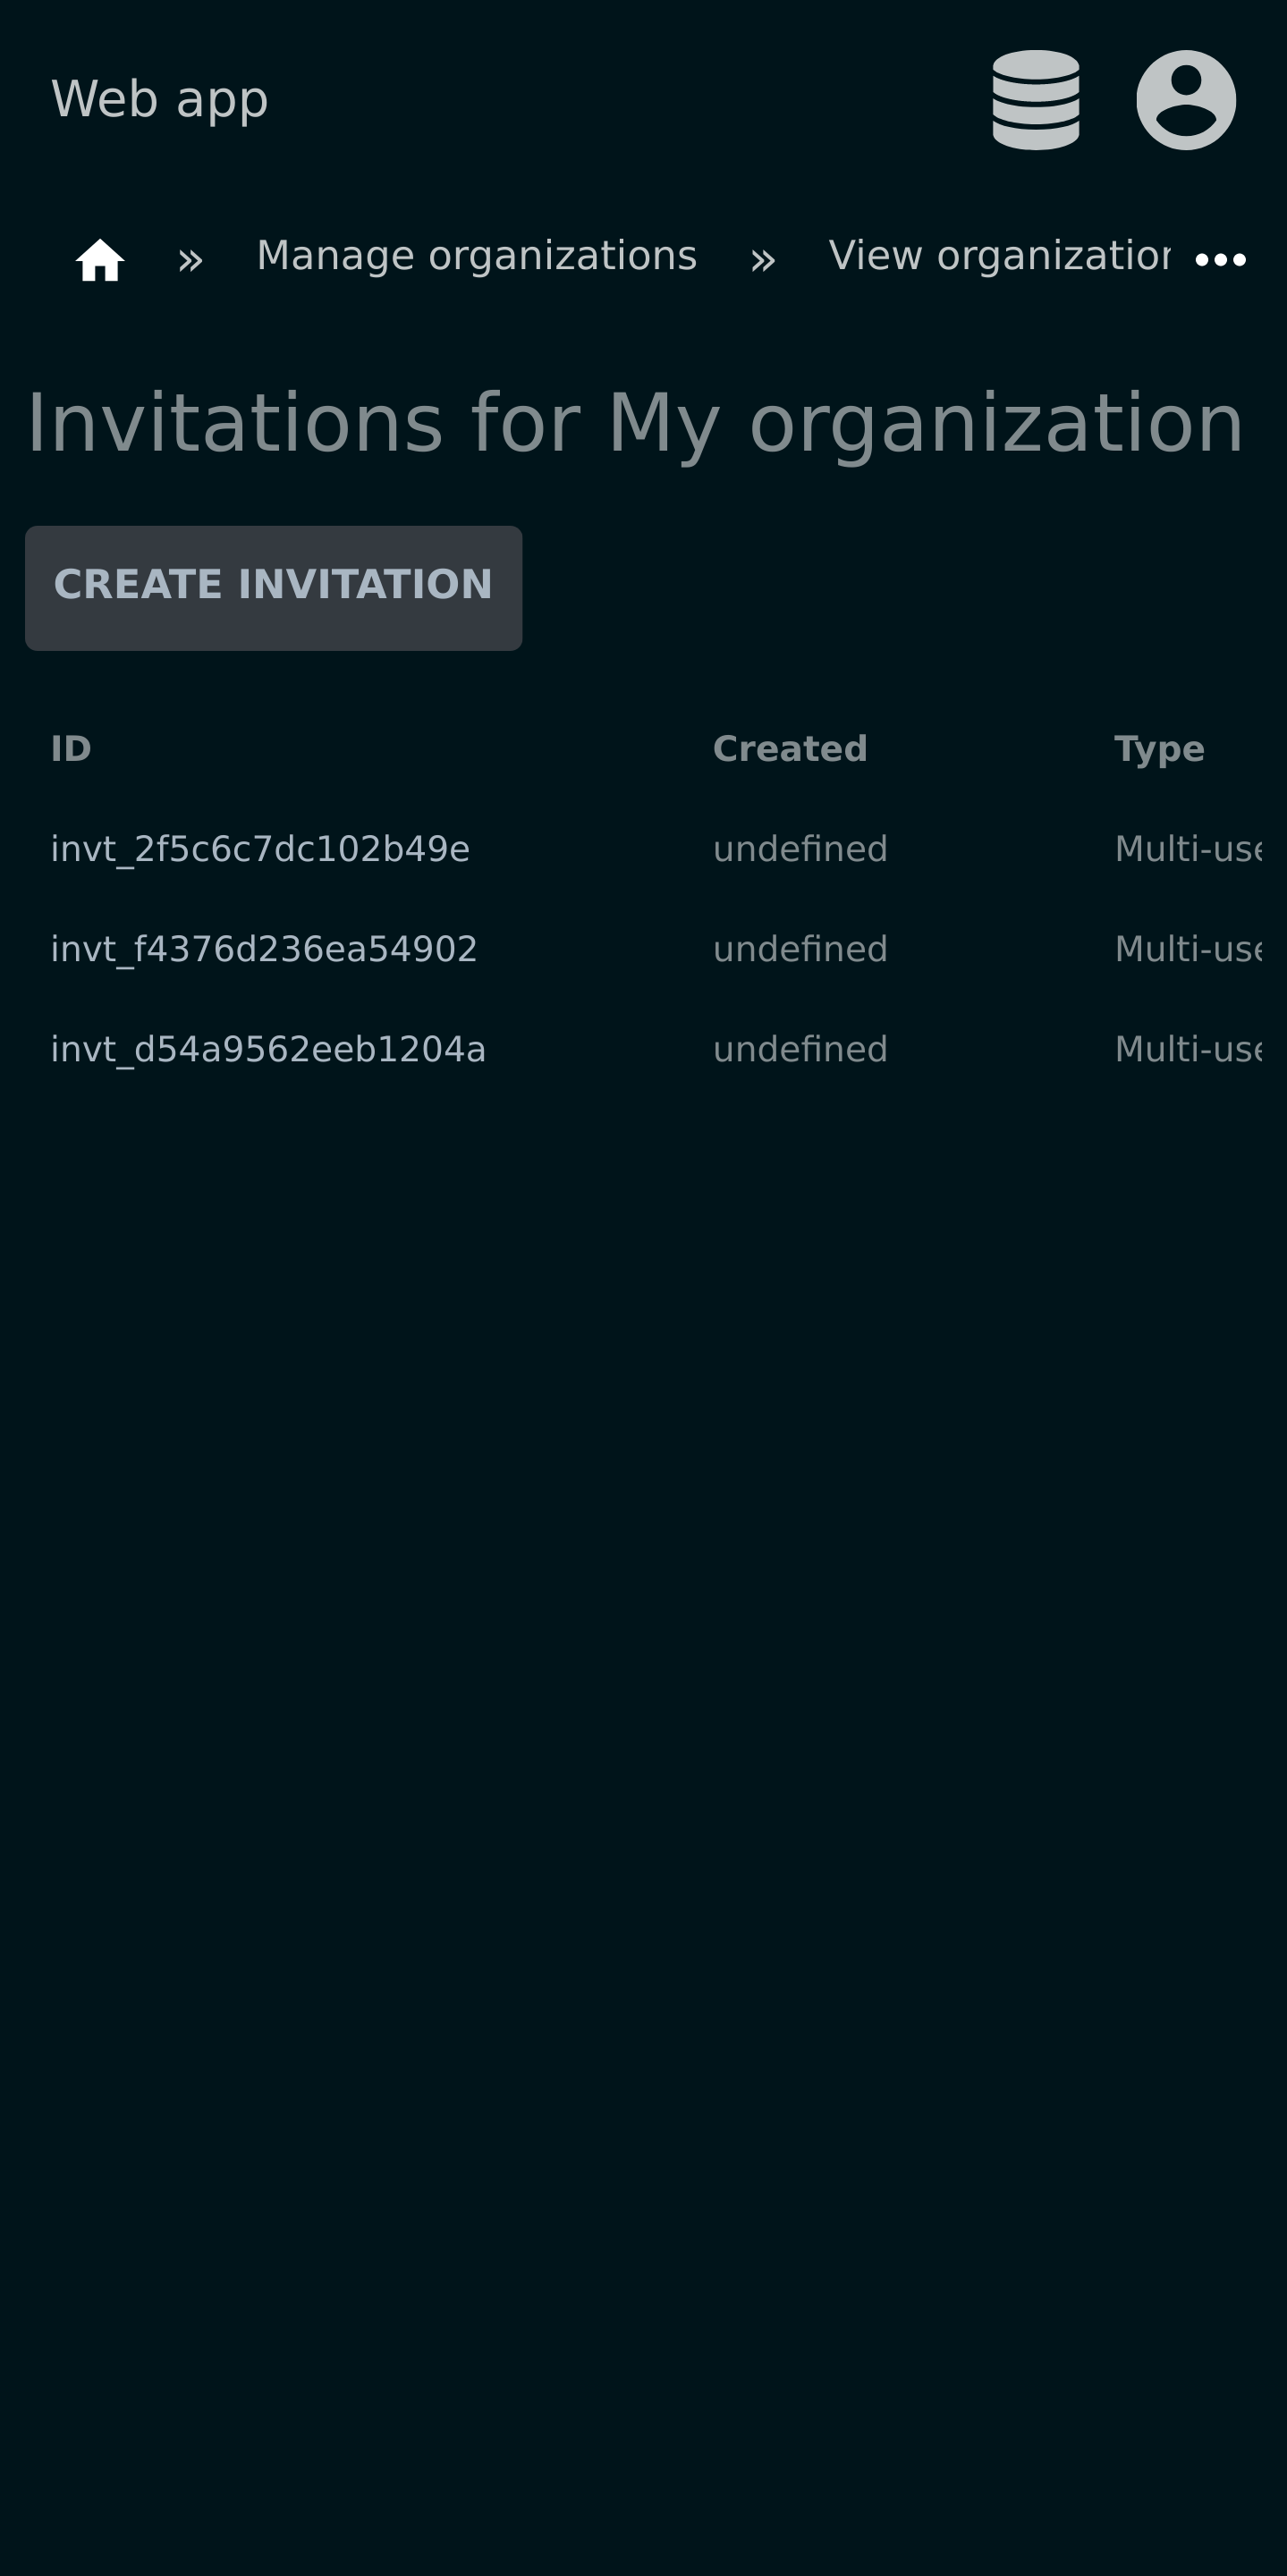 Web app
» Manage organizations » View organization
Invitations for My organization
CREATE INVITATION
ID Created Type
invt_2f5c6c7dc102b49e undefined Multi-use
invt_f4376d236ea54902 undefined Multi-use
invt_d54a9562eeb1204a undefined Multi-use